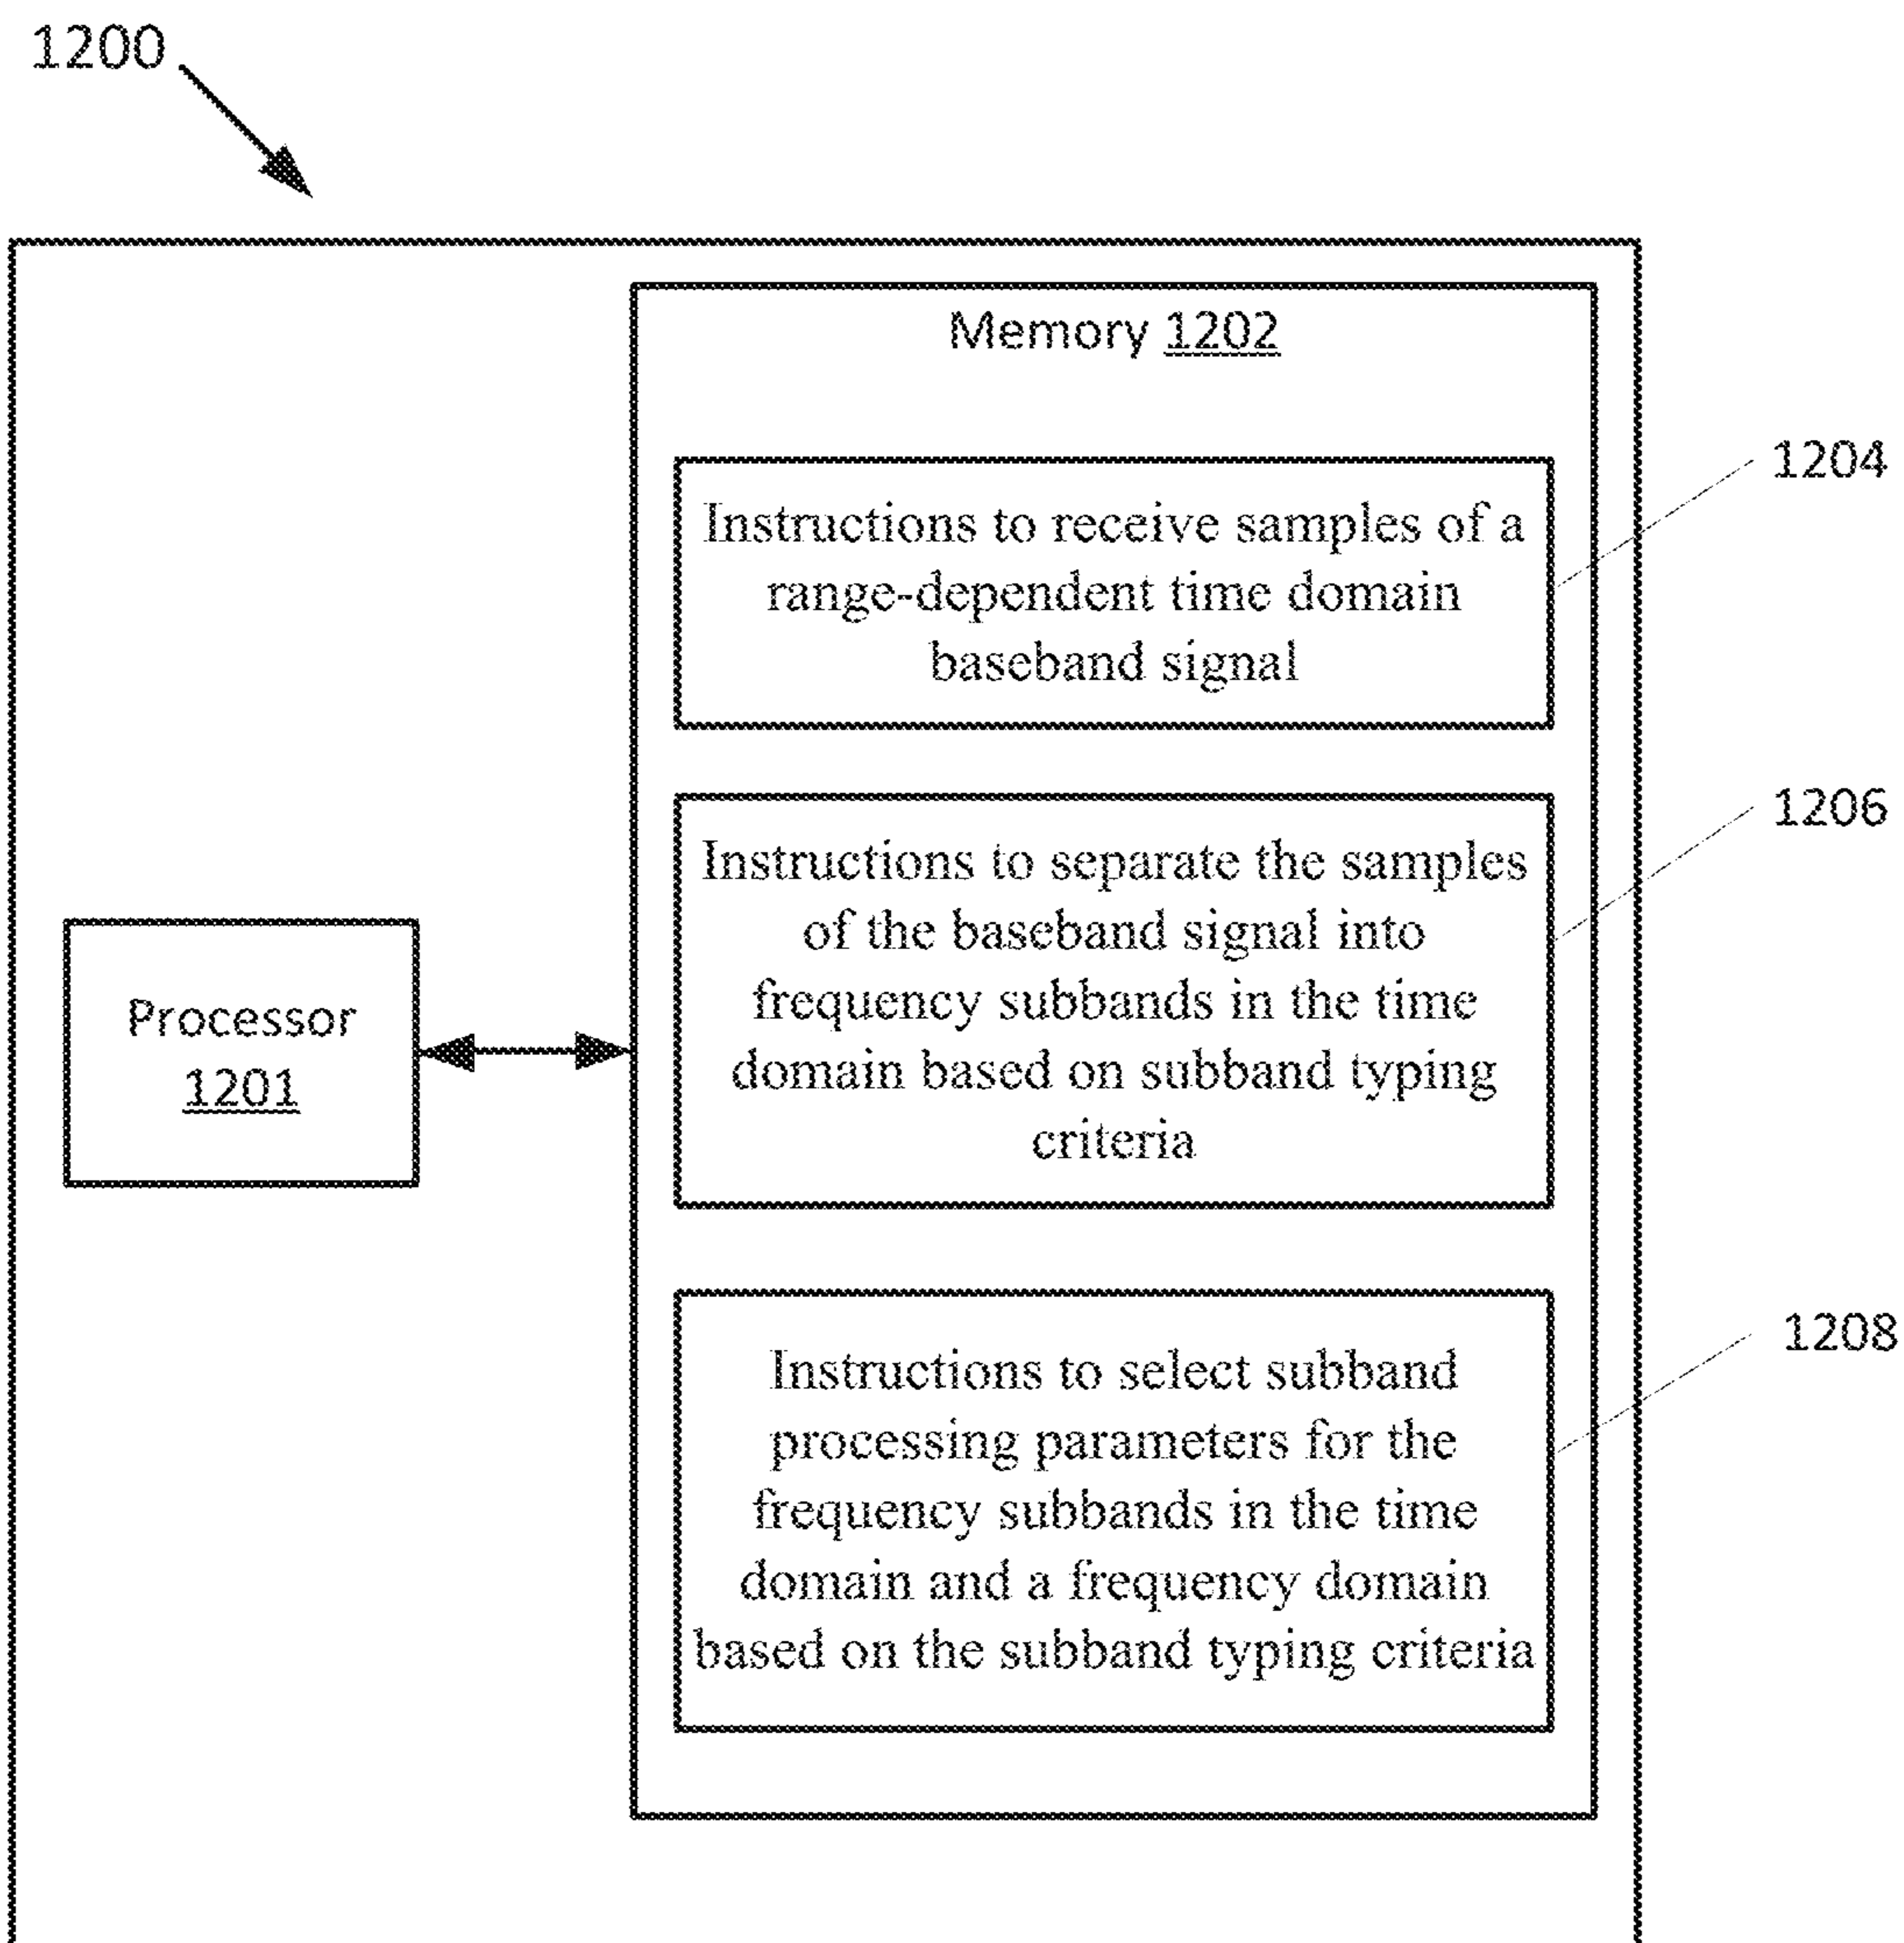 1200
Memory 1202
1204
Instructions to receive samples of a
range-dependent time domain
baseband signal
1206
Instructions to separate the samples
of the baseband signal into
frequency subbands in the time
domain based on subband typing
criteria
Processor
1201
1208
Instructions to select subband
processing parameters for the
frequency subbands in the time
domain and a frequency domain
based on the subband typing criteria